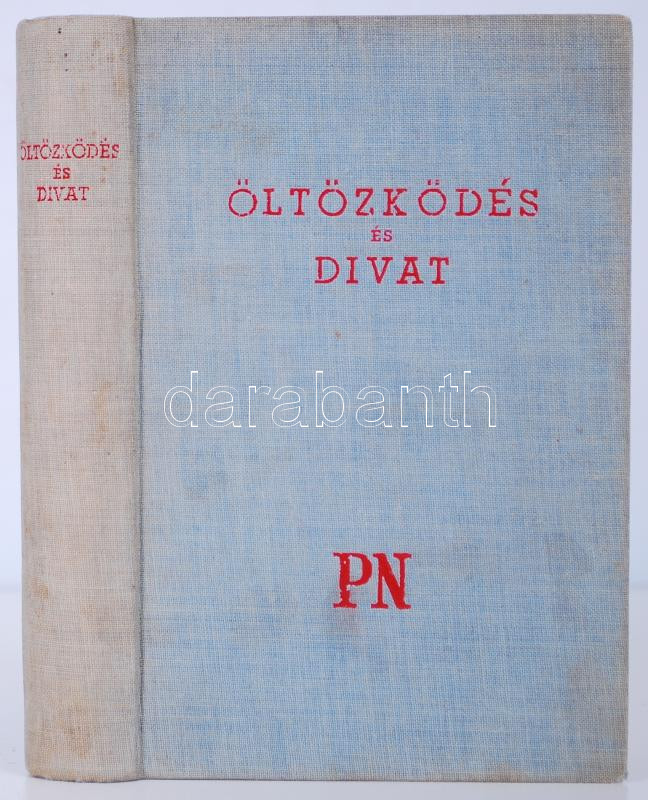 ÖLTÖZKÖDÉS
ÉS
DIVAT
ÖLTÖZKÖDÉS
ÉS
DIVAT
darabanth
PN